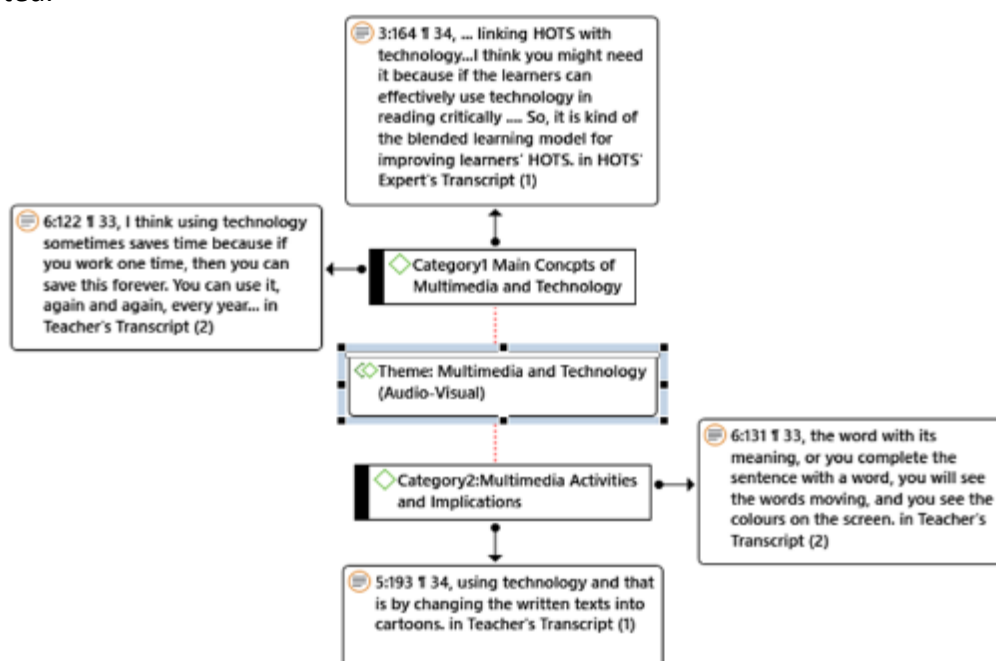 3:164 ¶ 34, ... linking HOTS with
technology...I think you might need
it because if the learners can
effectively use technology in
reading critically .... So, it is kind of
the blended learning model for
improving learners' HOTS. in HOTS'
Expert's Transcript (1)
6:122 ¶ 33, I think using technology
sometimes saves time because if
you work one time, then you can
save this forever. You can use it,
again and again, every year... in
Teacher's Transcript (2)
Category1 Main Concpts of
Multimedia and Technology
Theme: Multimedia and Technology
(Audio-Visual)
Category2:Multimedia Activities
and Implications
6:131 ¶ 33, the word with its
meaning, or you complete the
sentence with a word, you will see
the words moving, and you see the
colours on the screen. in Teacher's
Transcript (2)
5:193 ¶ 34, using technology and that
is by changing the written texts into
cartoons. in Teacher's Transcript (1)